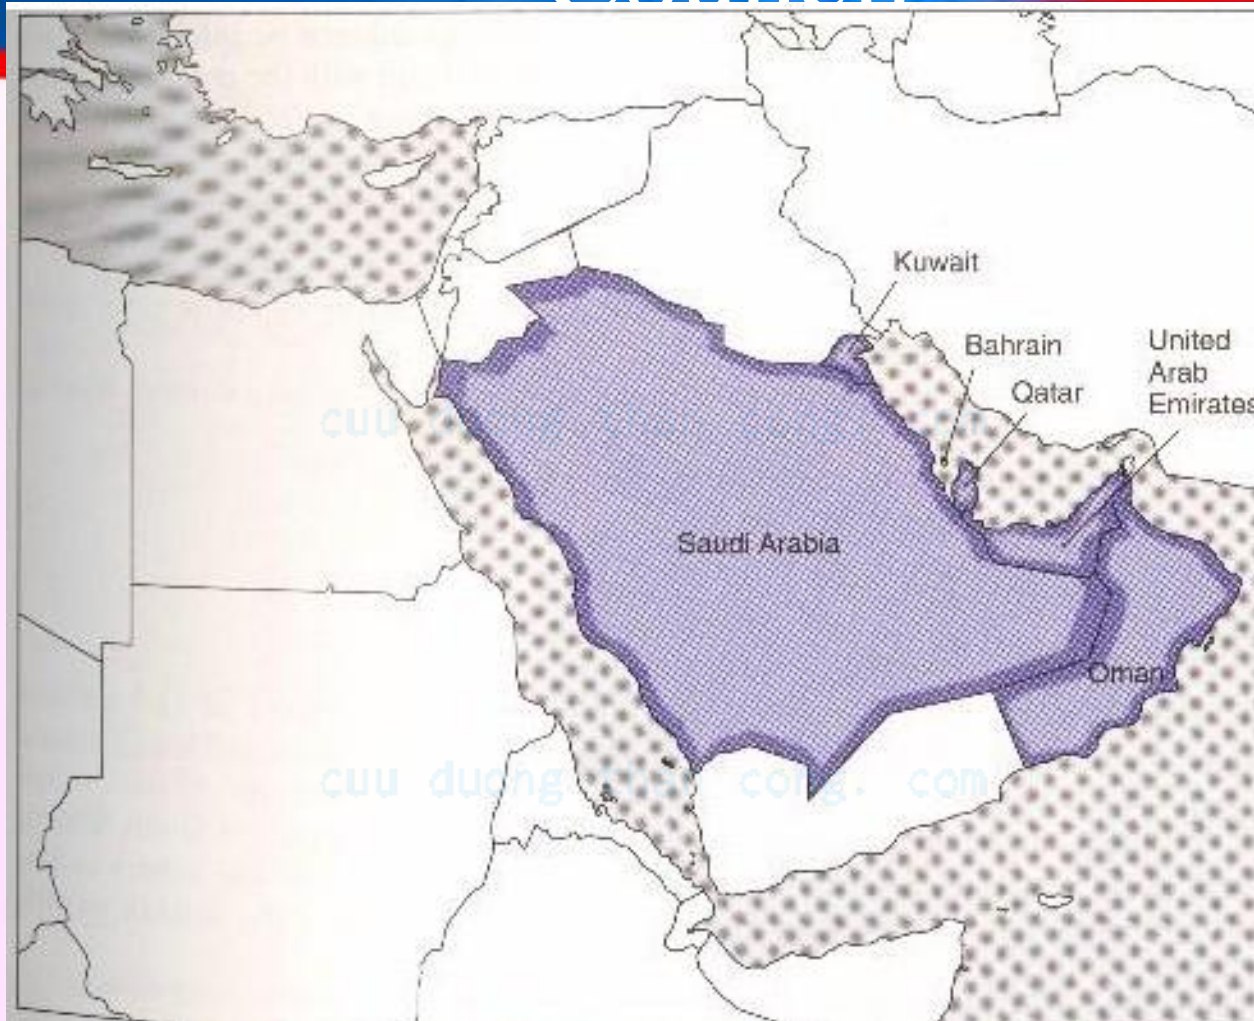 Kuwait
Bahrain
United
Arab
Emirates
Qatar
cuu duong than cong. com
Saudi Arabia
Oman
cuu duong than cong. com